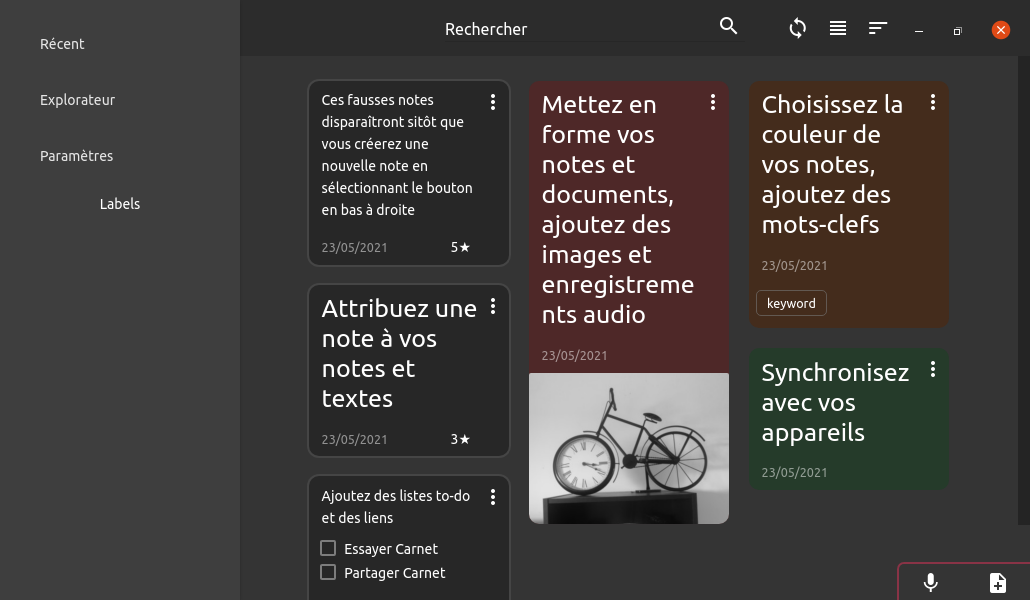 Rechercher
Récent
Explorateur
Paramètres
Labels
Ces fausses notes
disparaîtront sitôt que
vous créerez une
nouvelle note en
sélectionnant le bouton
en bas à droite
23/05/2021 5★
Attribuez une
note à vos
notes et
textes
23/05/2021 3★
Ajoutez des listes to-do
et des liens
Essayer Carnet
Partager Carnet
Mettez en
forme vos
notes et
documents,
ajoutez des
images et
enregistreme
nts audio
23/05/2021
Choisissez la
couleur de
vos notes,
ajoutez des
mots-clefs
23/05/2021
keyword
Synchronisez
avec vos
appareils
23/05/2021